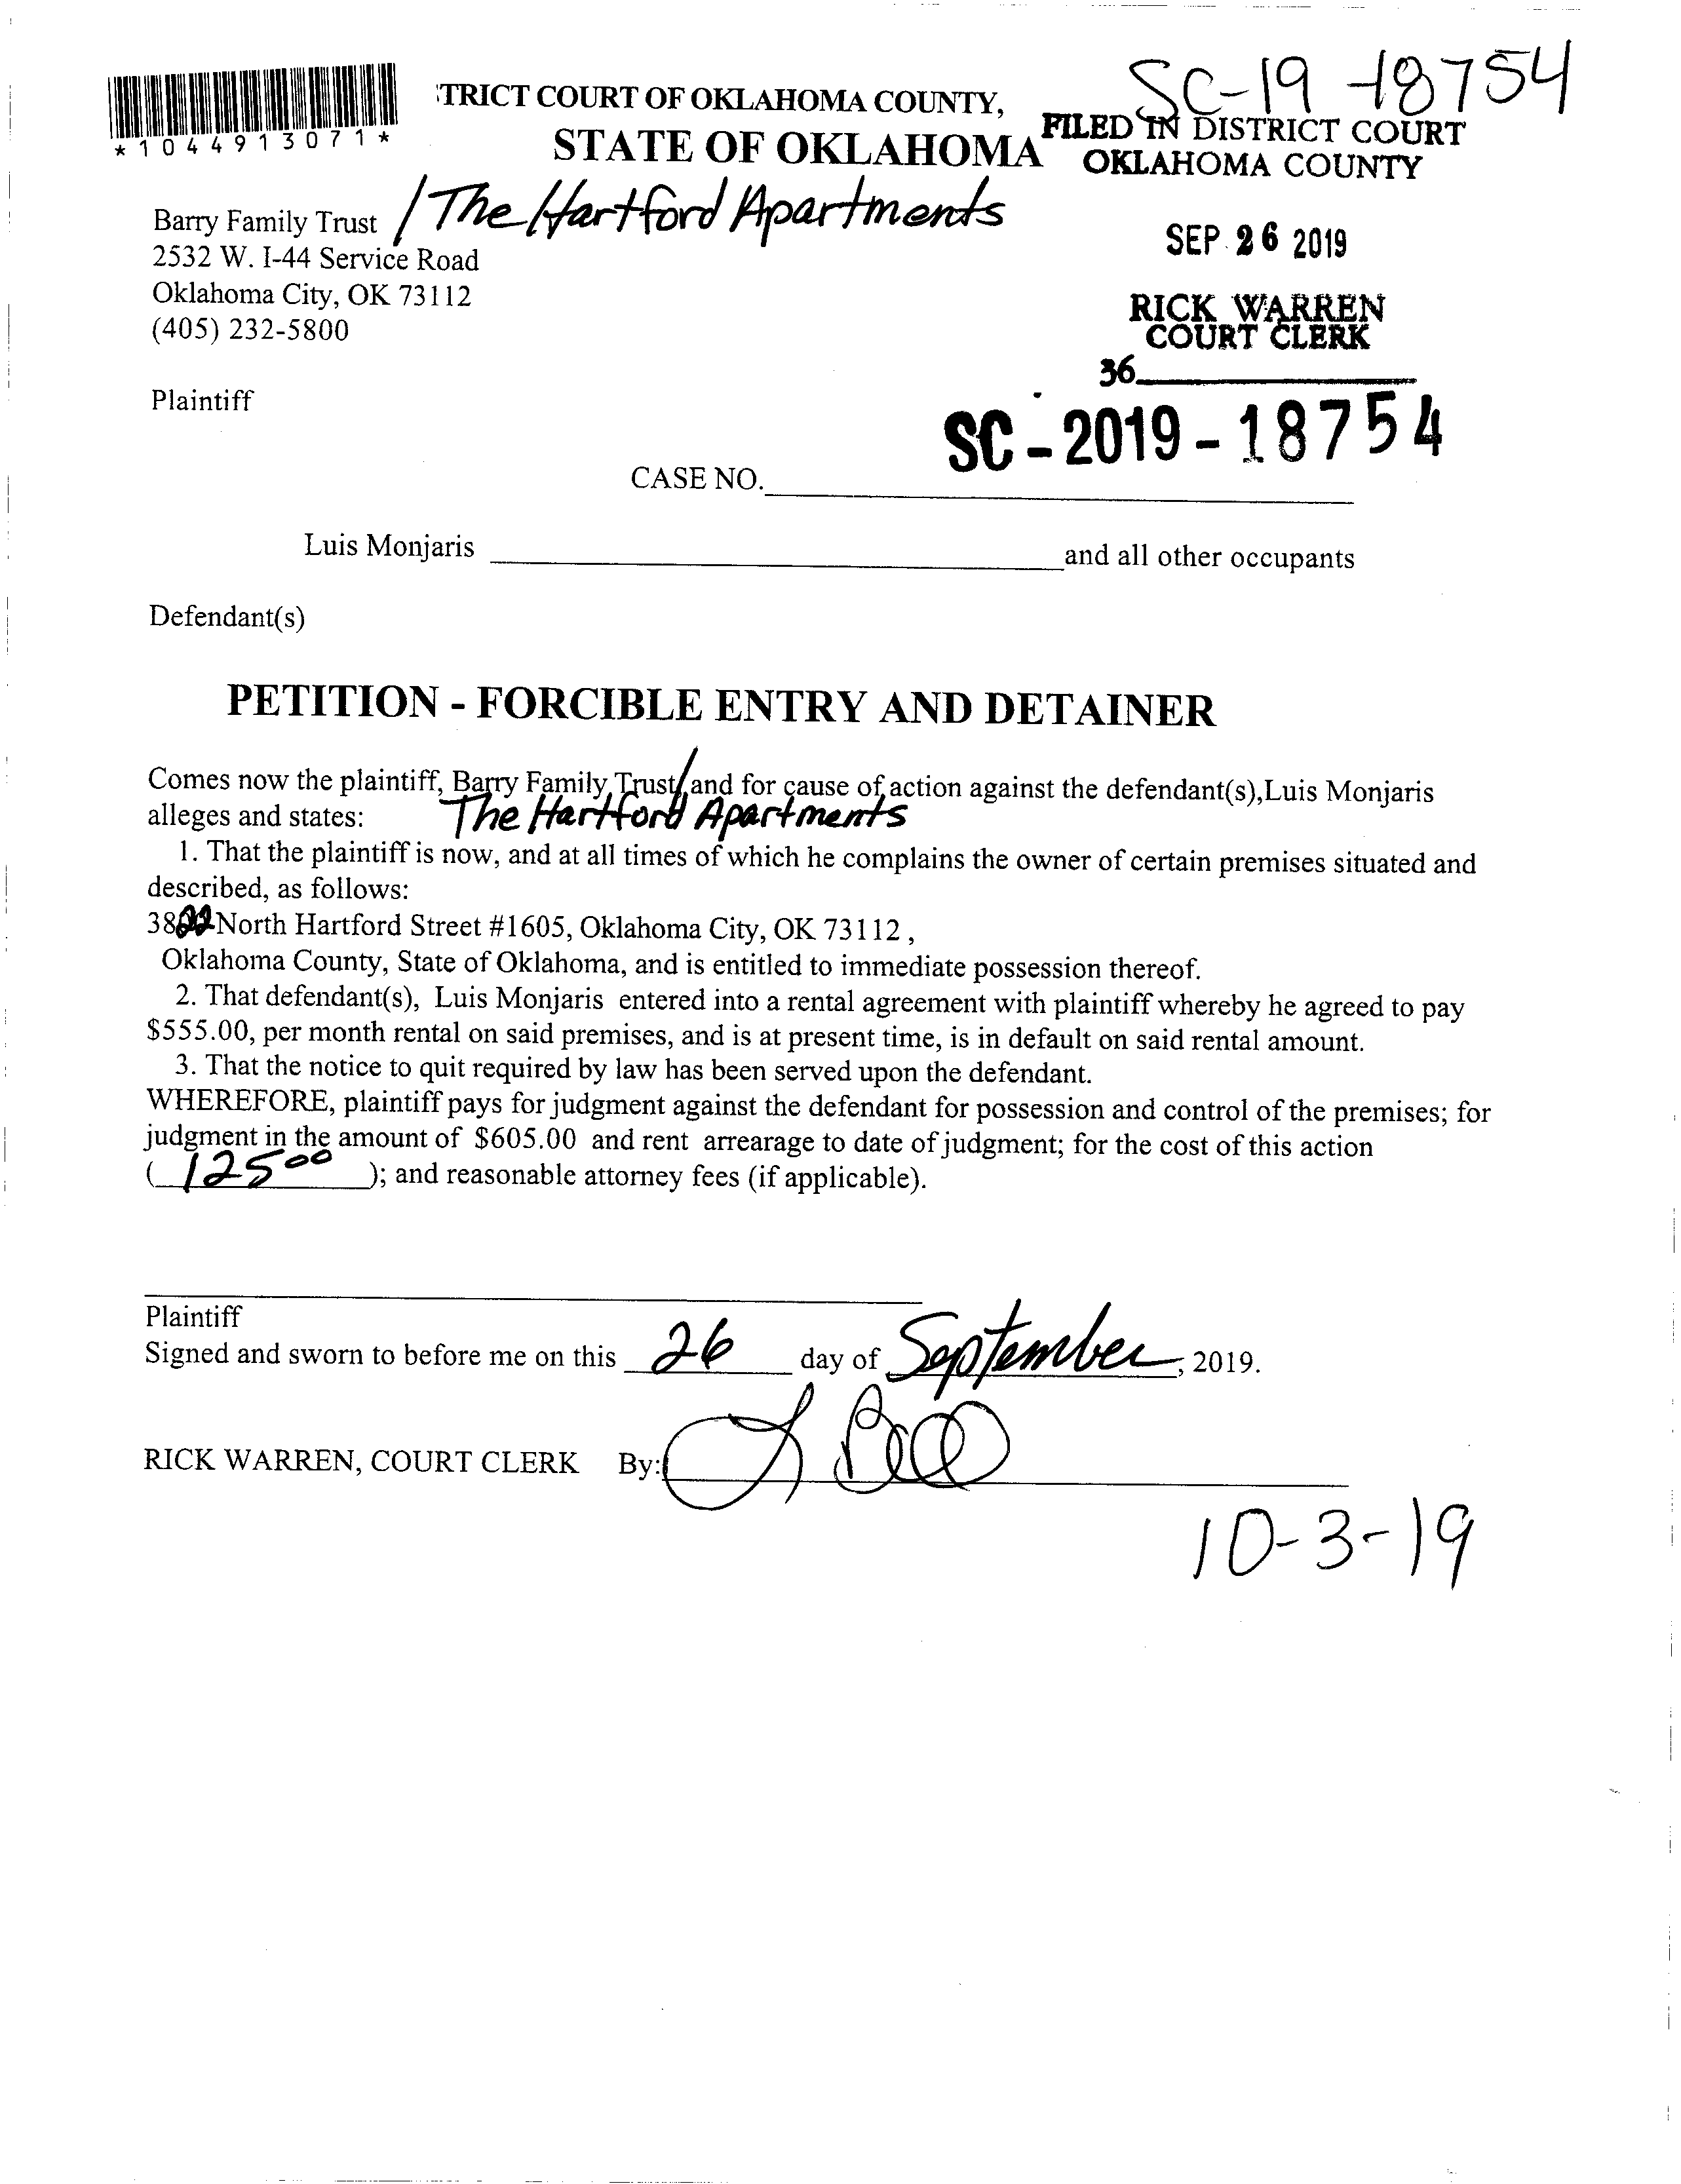 SC-19-18754
'TRICT COURT OF OKLAHOMA COUNTY,
STATE OF OKLAHOMA
*1044913071*
FILED IN DISTRICT COURT
OKLAHOMA COUNTY
Barry Family Trust / The Hartford Apartments
2532 W. I-44 Service Road
Oklahoma City, OK 73112
(405) 232-5800
SEP 26 2019
RICK WARREN
COURT CLERK
36
Plaintiff
SC-2019-18754
CASE NO.
Luis Monjaris and all other occupants
Defendant(s)
PETITION - FORCIBLE ENTRY AND DETAINER
Comes now the plaintiff, Barry Family Trust/ and for cause of action against the defendant(s),Luis Monjaris
alleges and states: The Hartford Apartments
1. That the plaintiff is now, and at all times of which he complains the owner of certain premises situated and
described, as follows:
3822 North Hartford Street #1605, Oklahoma City, OK 73112 ,
Oklahoma County, State of Oklahoma, and is entitled to immediate possession thereof.
2. That defendant(s), Luis Monjaris entered into a rental agreement with plaintiff whereby he agreed to pay
$555.00, per month rental on said premises, and is at present time, is in default on said rental amount.
3. That the notice to quit required by law has been served upon the defendant.
WHEREFORE, plaintiff pays for judgment against the defendant for possession and control of the premises; for
judgment in the amount of $605.00 and rent arrearage to date of judgment; for the cost of this action
( 125 00 ); and reasonable attorney fees (if applicable).
Plaintiff
Signed and sworn to before me on this 26 day of September, 2019.
RICK WARREN, COURT CLERK By:
10-3-19